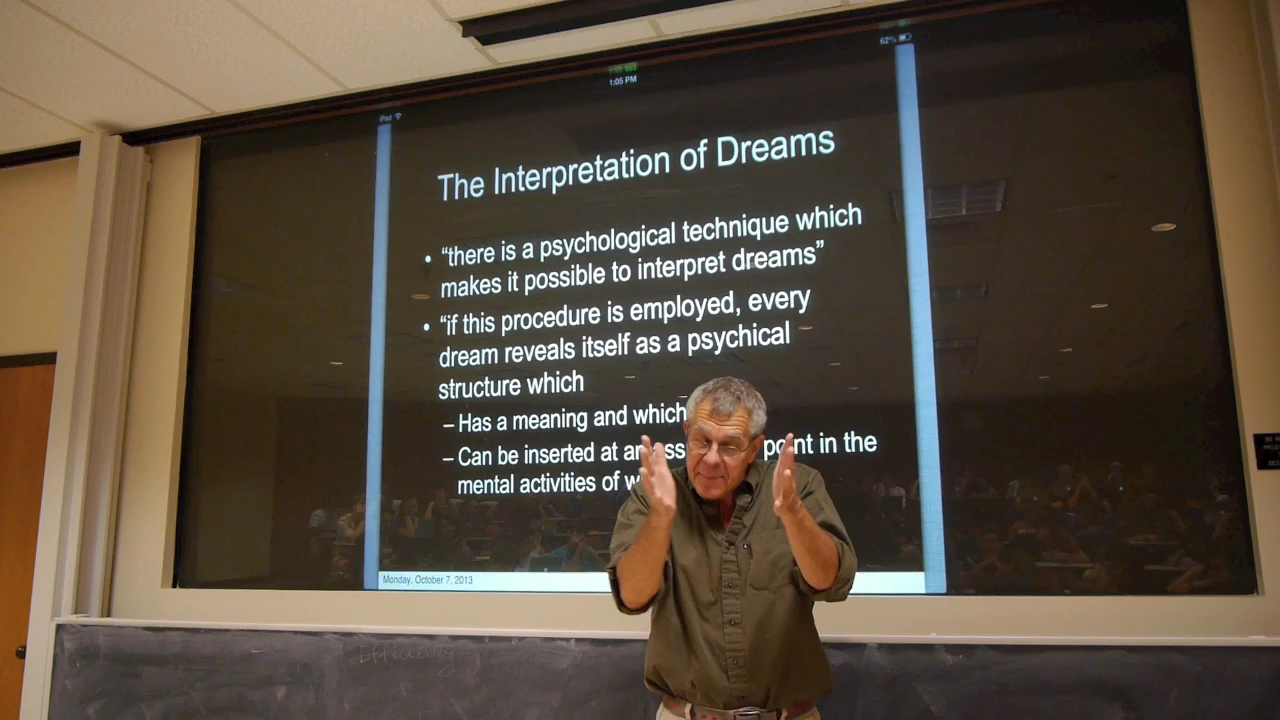 62%
1:05 PM
iPad
The Interpretation of Dreams
• “there is a psychological technique which
makes it possible to interpret dreams”
• “if this procedure is employed, every
dream reveals itself as a psychical
structure which
– Has a meaning and which
– Can be inserted at an ass point in the
mental activities of w
Monday, October 7, 2013
Efficiency